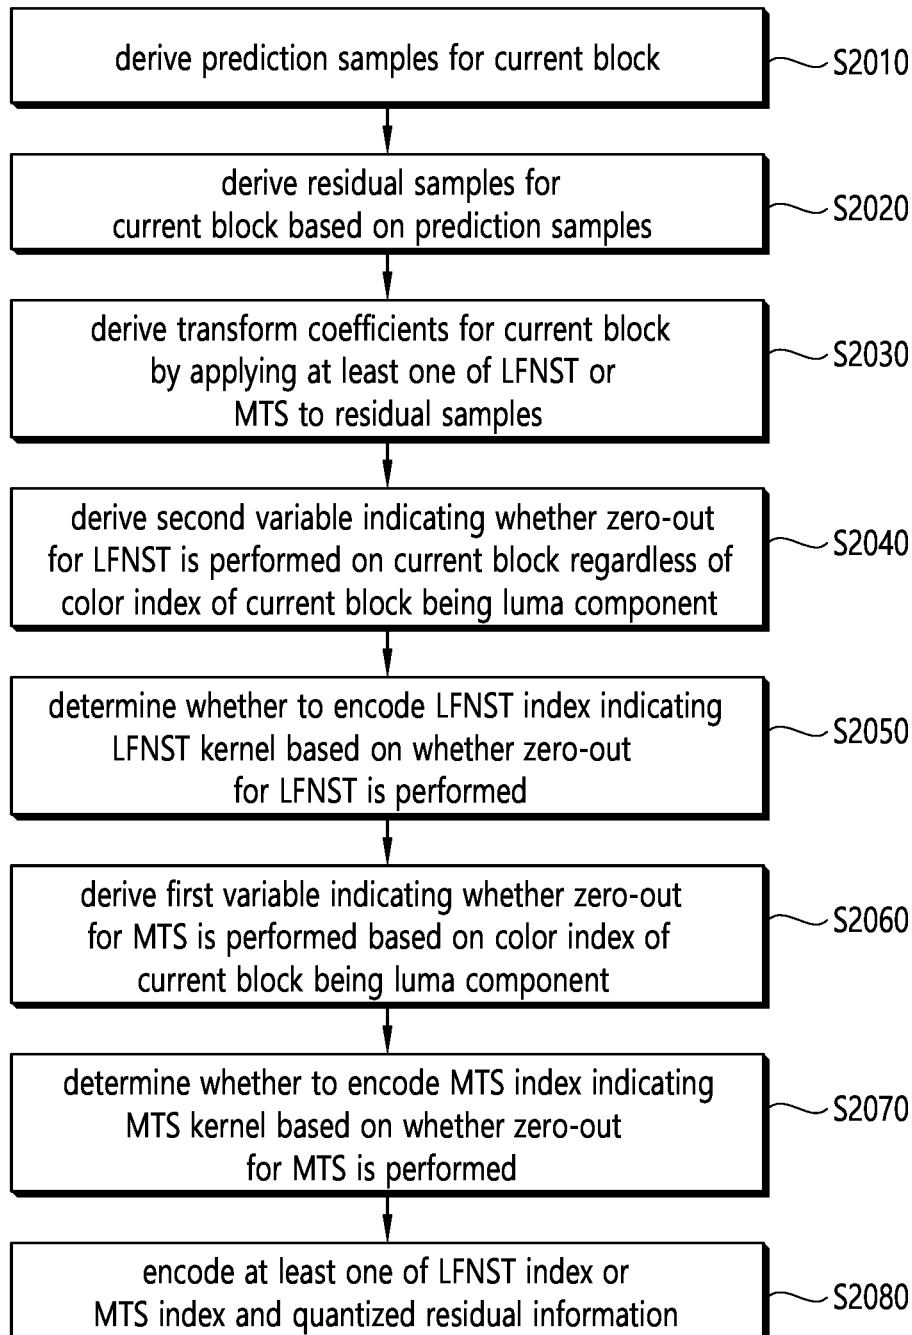 derive prediction samples for current block
S2010
derive residual samples for
current block based on prediction samples
S2020
derive transform coefficients for current block
by applying at least one of LFNST or
MTS to residual samples
S2030
derive second variable indicating whether zero-out
for LFNST is performed on current block regardless of
color index of current block being luma component
S2040
determine whether to encode LFNST index indicating
LFNST kernel based on whether zero-out
for LFNST is performed
S2050
derive first variable indicating whether zero-out
for MTS is performed based on color index of
current block being luma component
S2060
determine whether to encode MTS index indicating
MTS kernel based on whether zero-out
for MTS is performed
S2070
encode at least one of LFNST index or
MTS index and quantized residual information
S2080